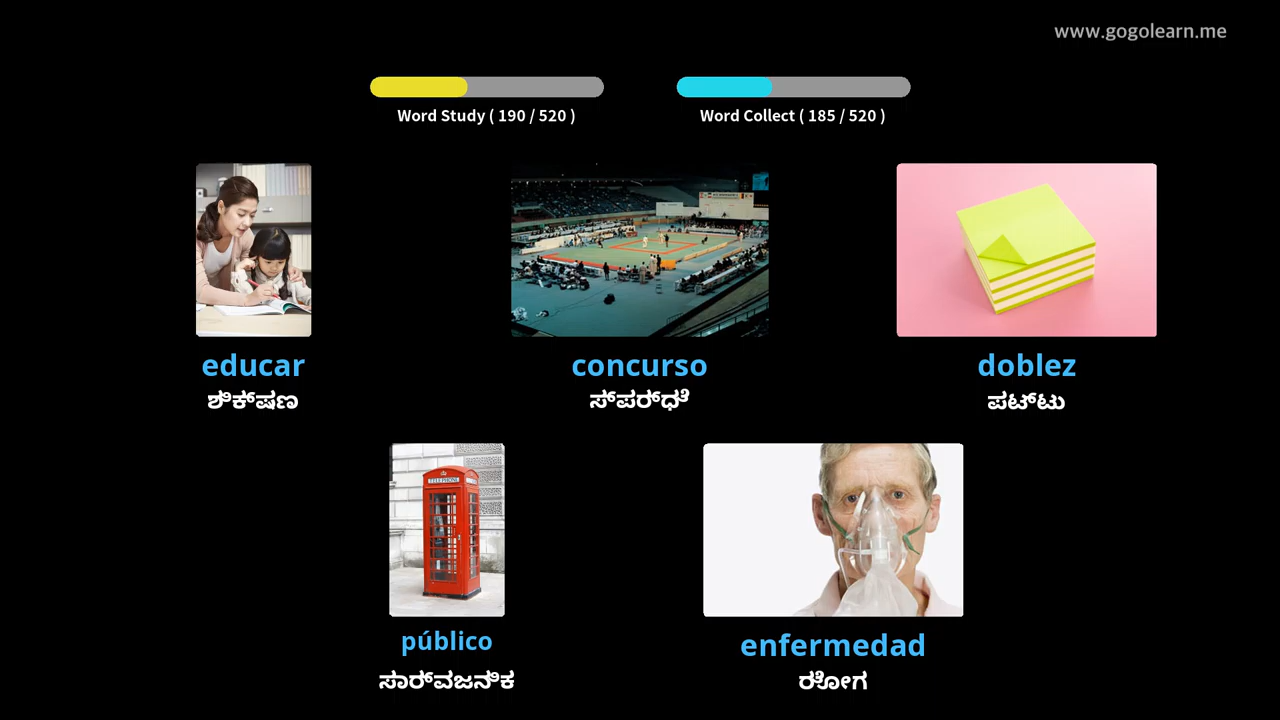 www.gogolearn.me
Word Study ( 190 / 520 )
Word Collect ( 185 / 520 )
educar
ಶಿಕ್ಷಣ
concurso
ಸ್ಪರ್ಧೆ
doblez
ಪಟ್ಟು
TELEPHONE
público
ಸಾರ್ವಜನಿಕ
enfermedad
ರೋಗ